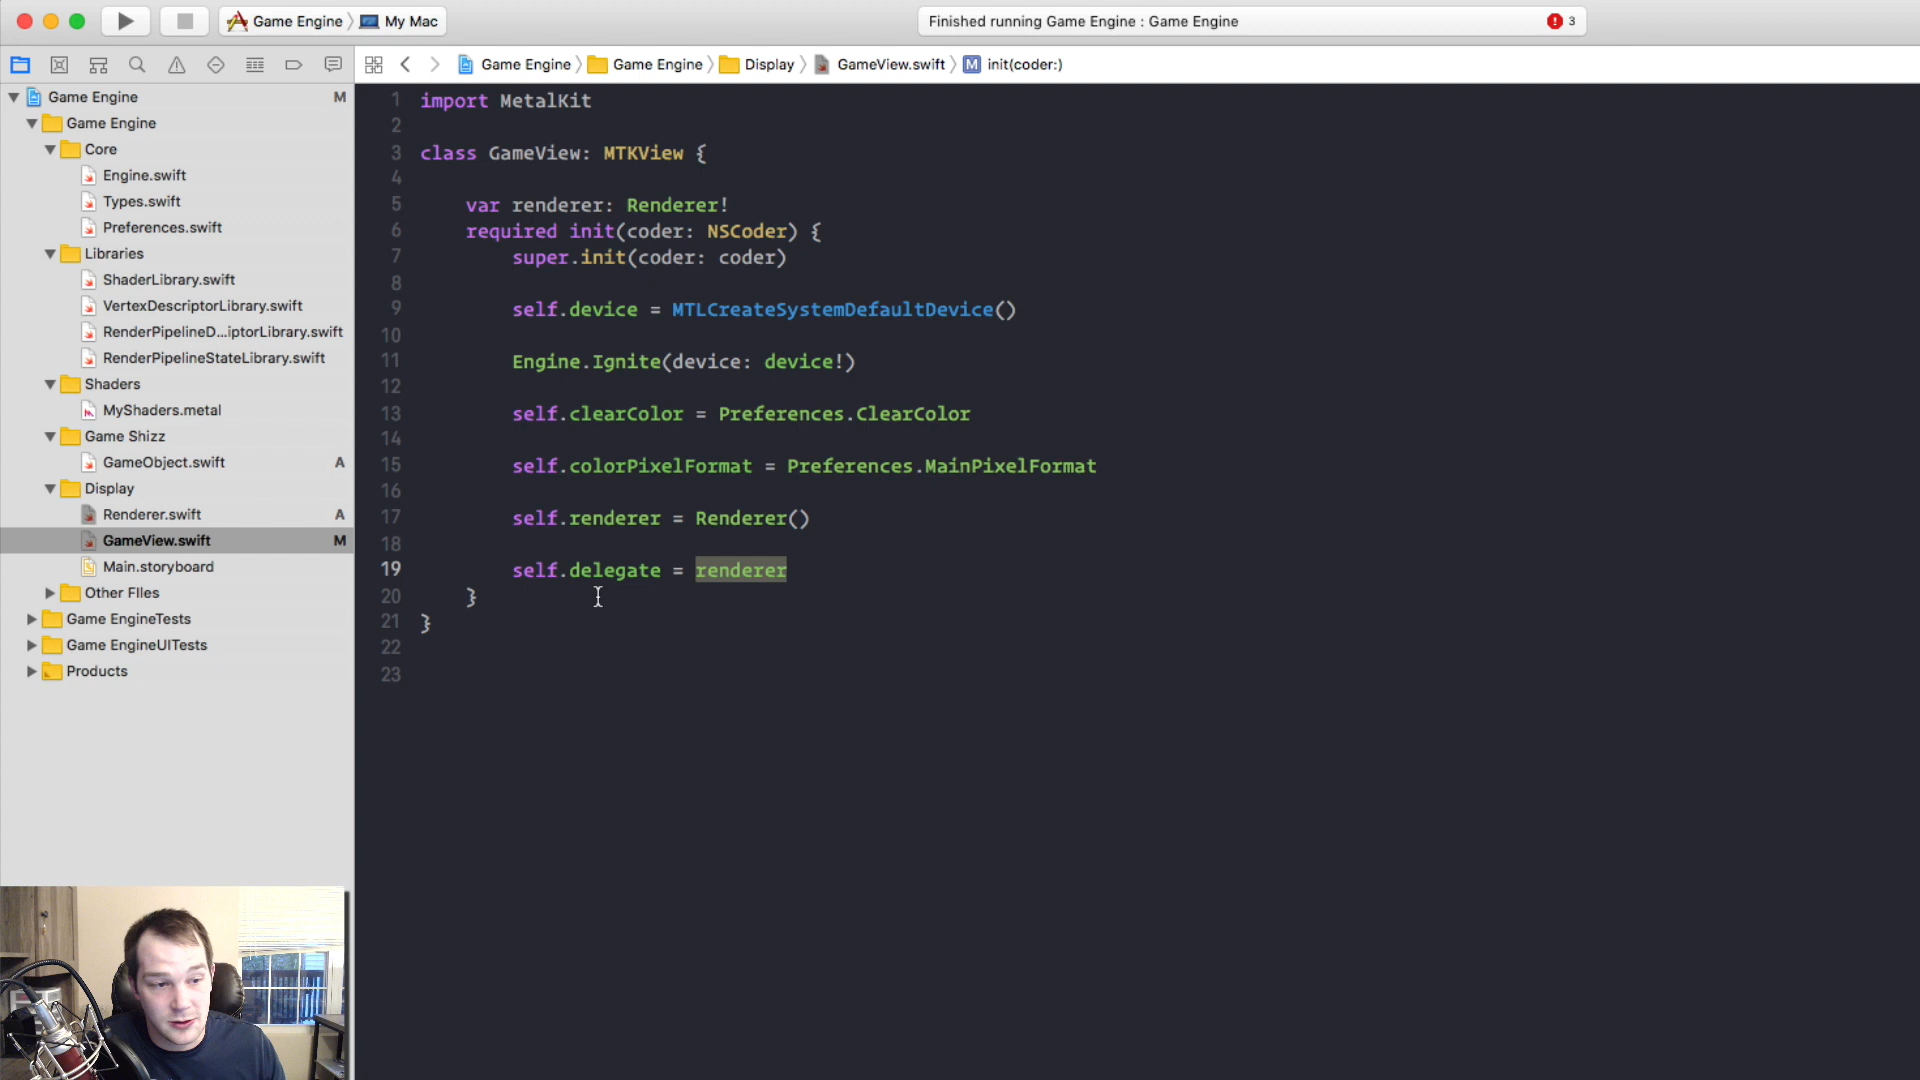 Game Engine 〉 My Mac
Finished running Game Engine : Game Engine
3
Game Engine 〉 Game Engine 〉 Display 〉 GameView.swift 〉 M init(coder:)
Game Engine M
Game Engine
Core
Engine.swift
Types.swift
Preferences.swift
Libraries
ShaderLibrary.swift
VertexDescriptorLibrary.swift
RenderPipelineD...iptorLibrary.swift
RenderPipelineStateLibrary.swift
Shaders
MyShaders.metal
Game Shizz
GameObject.swift A
Display
Renderer.swift A
GameView.swift M
Main.storyboard
Other FIles
Game EngineTests
Game EngineUITests
Products
1 import MetalKit
2
3 class GameView: MTKView {
4
5 var renderer: Renderer!
6 required init(coder: NSCoder) {
7 super.init(coder: coder)
8
9 self.device = MTLCreateSystemDefaultDevice()
10
11 Engine.Ignite(device: device!)
12
13 self.clearColor = Preferences.ClearColor
14
15 self.colorPixelFormat = Preferences.MainPixelFormat
16
17 self.renderer = Renderer()
18
19 self.delegate = renderer
20 }
21 }
22
23